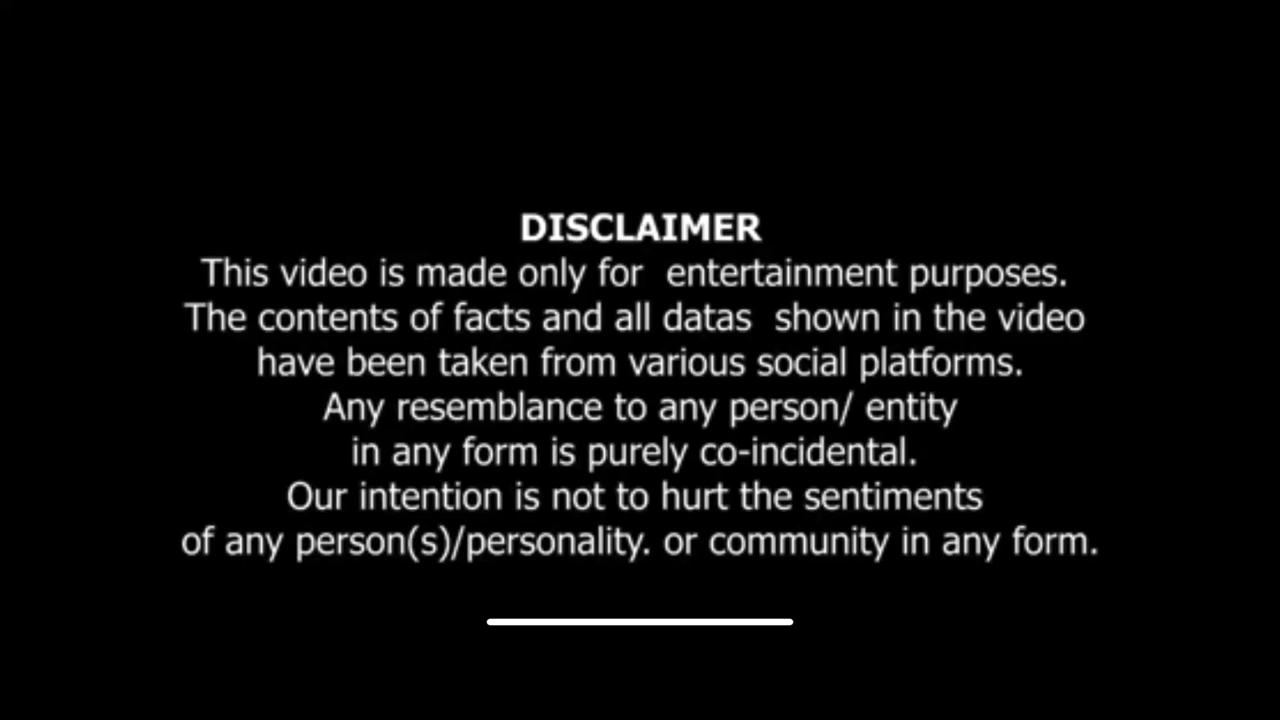 DISCLAIMER
This video is made only for  entertainment purposes.
The contents of facts and all datas  shown in the video
have been taken from various social platforms.
Any resemblance to any person/ entity
in any form is purely co-incidental.
Our intention is not to hurt the sentiments
of any person(s)/personality. or community in any form.